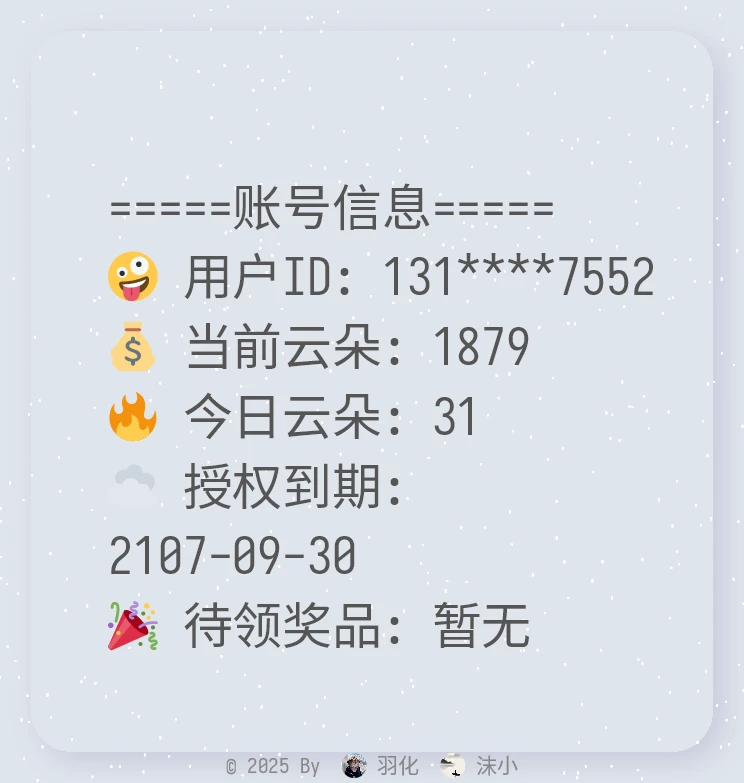 =====账号信息=====
🤪 用户ID: 131****7552
💰 当前云朵: 1879
🔥 今日云朵: 31
☁️ 授权到期:
2107-09-30
🎉 待领奖品: 暂无
© 2025 By 羽化 沫小